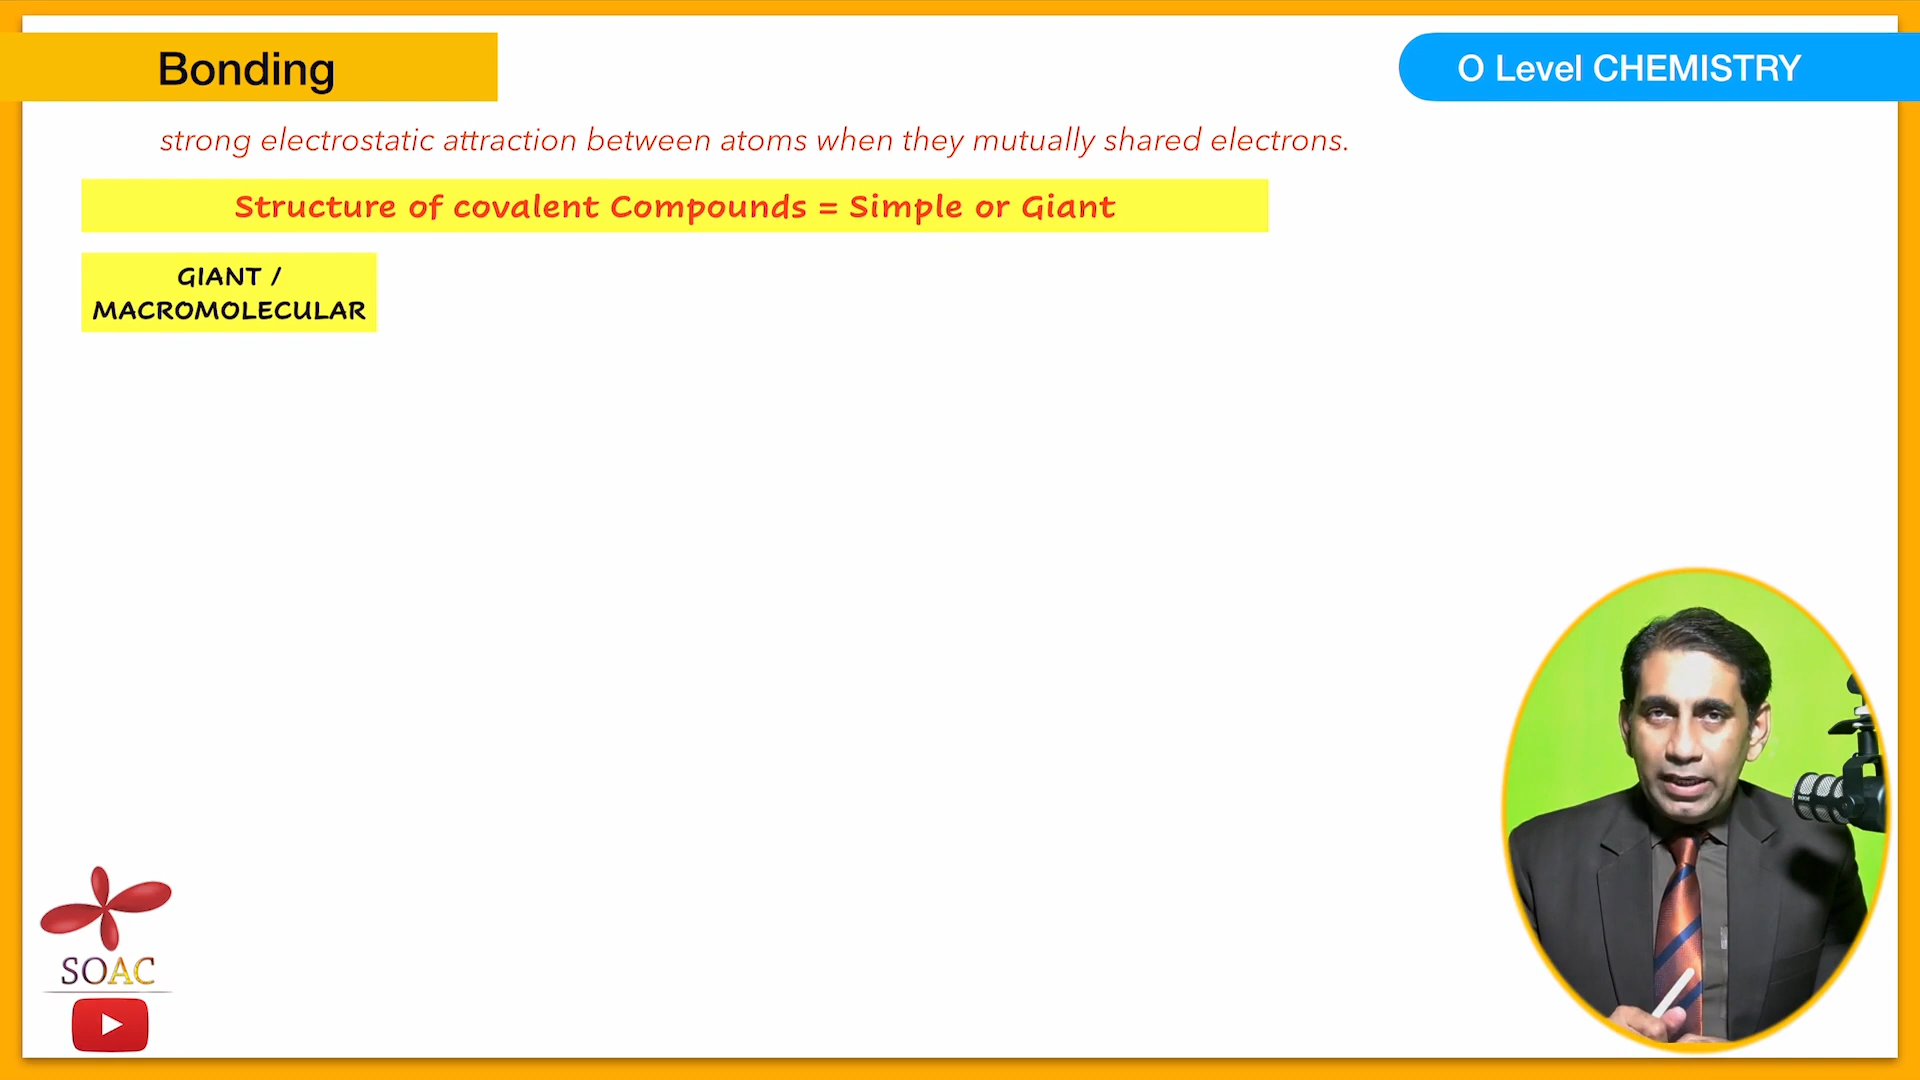 Bonding
O Level CHEMISTRY
strong electrostatic attraction between atoms when they mutually shared electrons.
Structure of covalent Compounds = Simple or Giant
GIANT /
MACROMOLECULAR
SOAC
RODE